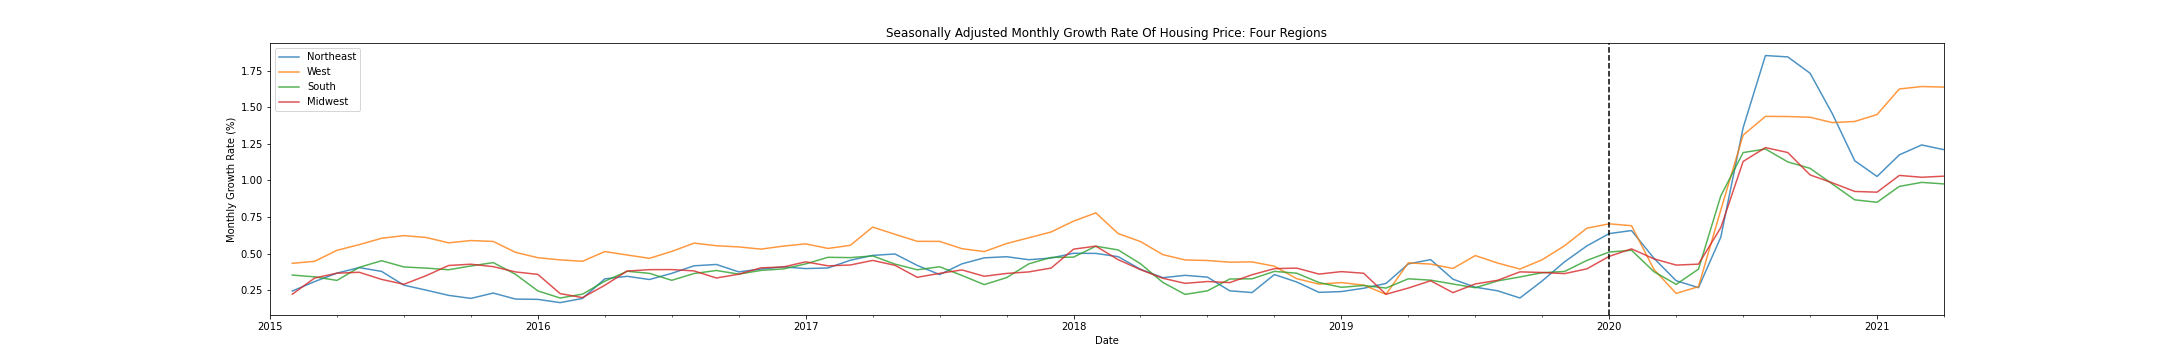 Seasonally Adjusted Monthly Growth Rate Of Housing Price: Four Regions
Northeast
West
South
Midwest
Monthly Growth Rate (%)
1.75
1.50
1.25
1.00
0.75
0.50
0.25
2015 2016 2017 2018 2019 2020 2021
Date